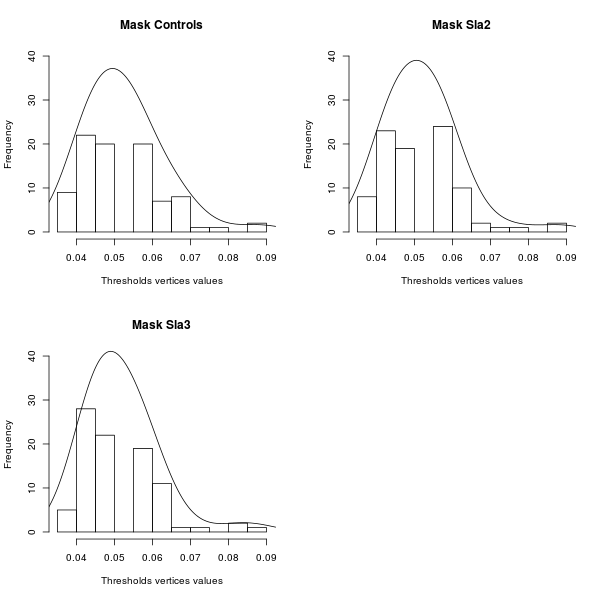 Mask Controls
Frequency
0 10 20 30 40
0.04 0.05 0.06 0.07 0.08 0.09
Thresholds vertices values
Mask Sla2
Frequency
0 10 20 30 40
0.04 0.05 0.06 0.07 0.08 0.09
Thresholds vertices values
Mask Sla3
Frequency
0 10 20 30 40
0.04 0.05 0.06 0.07 0.08 0.09
Thresholds vertices values